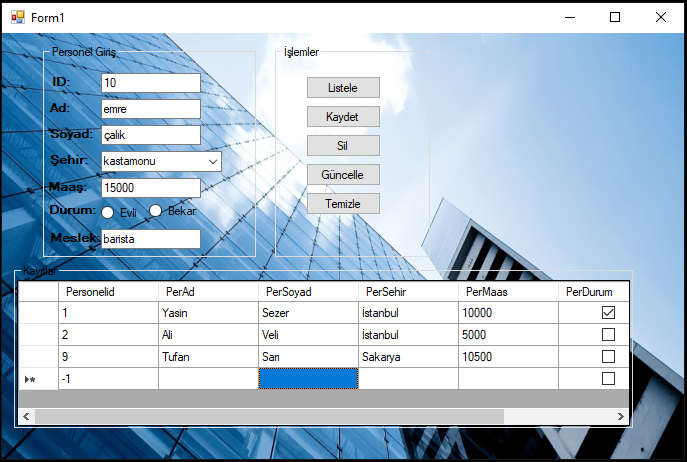 Form1
Personel Giriş
ID: 10
Ad: emre
Soyad: çalık
Şehir: kastamonu
Maaş: 15000
Durum: Evli Bekar
Meslek: barista
İşlemler
Listele
Kaydet
Sil
Güncelle
Temizle
Kayıtlar
Personelid PerAd PerSoyad PerSehir PerMaas PerDurum
1 Yasin Sezer İstanbul 10000
2 Ali Veli İstanbul 5000
9 Tufan Sarı Sakarya 10500
-1